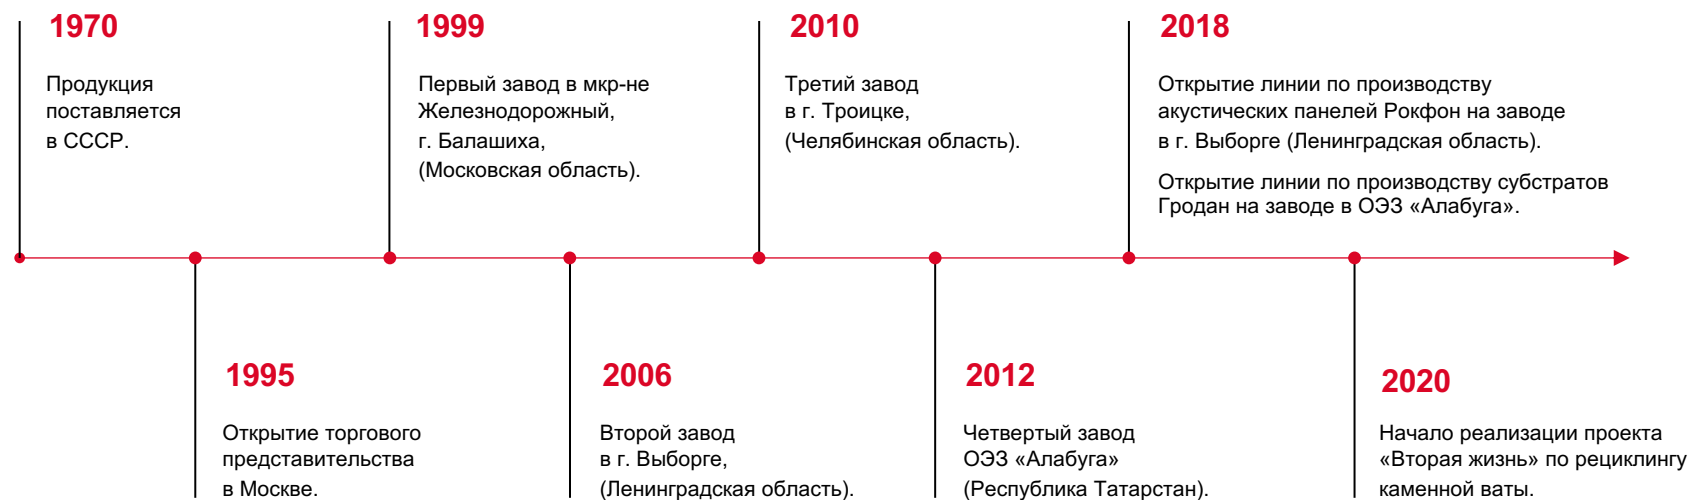 1970
Продукция
поставляется
в СССР.
1995
Открытие торгового
представительства
в Москве.
1999
Первый завод в мкр-не
Железнодорожный,
г. Балашиха,
(Московская область).
2006
Второй завод
в г. Выборге,
(Ленинградская область).
2010
Третий завод
в г. Троицке,
(Челябинская область).
2012
Четвертый завод
ОЭЗ «Алабуга»
(Республика Татарстан).
2018
Открытие линии по производству
акустических панелей Рокфон на заводе
в г. Выборге (Ленинградская область).
Открытие линии по производству субстратов
Гродан на заводе в ОЭЗ «Алабуга».
2020
Начало реализации проекта
«Вторая жизнь» по рециклингу
каменной ваты.